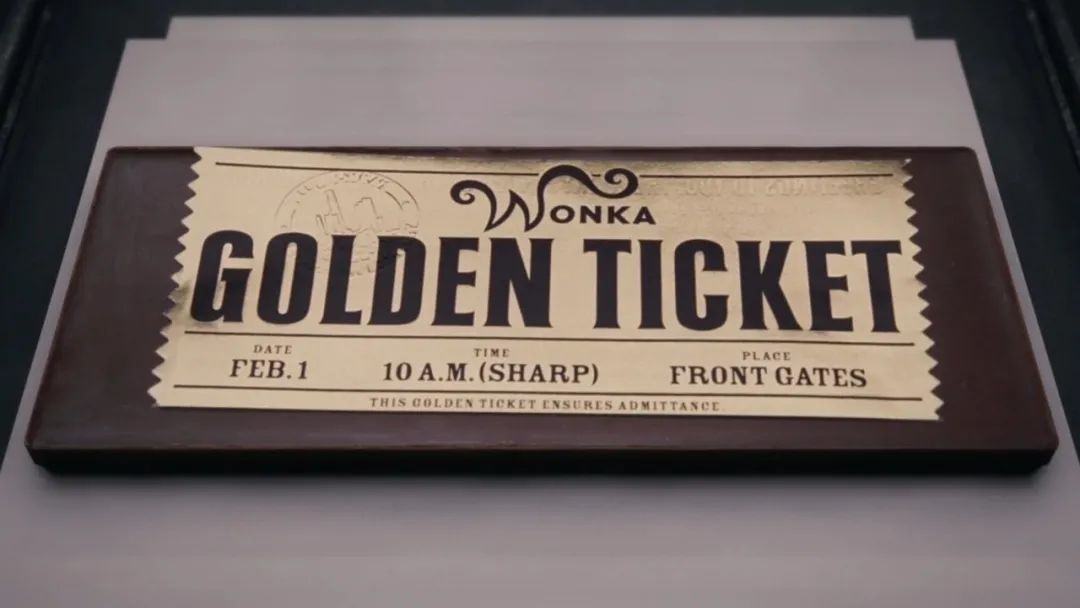 WONKA
GOLDEN TICKET
DATE TIME PLACE
FEB. 1 10 A.M. (SHARP) FRONT GATES
THIS GOLDEN TICKET ENSURES ADMITTANCE.